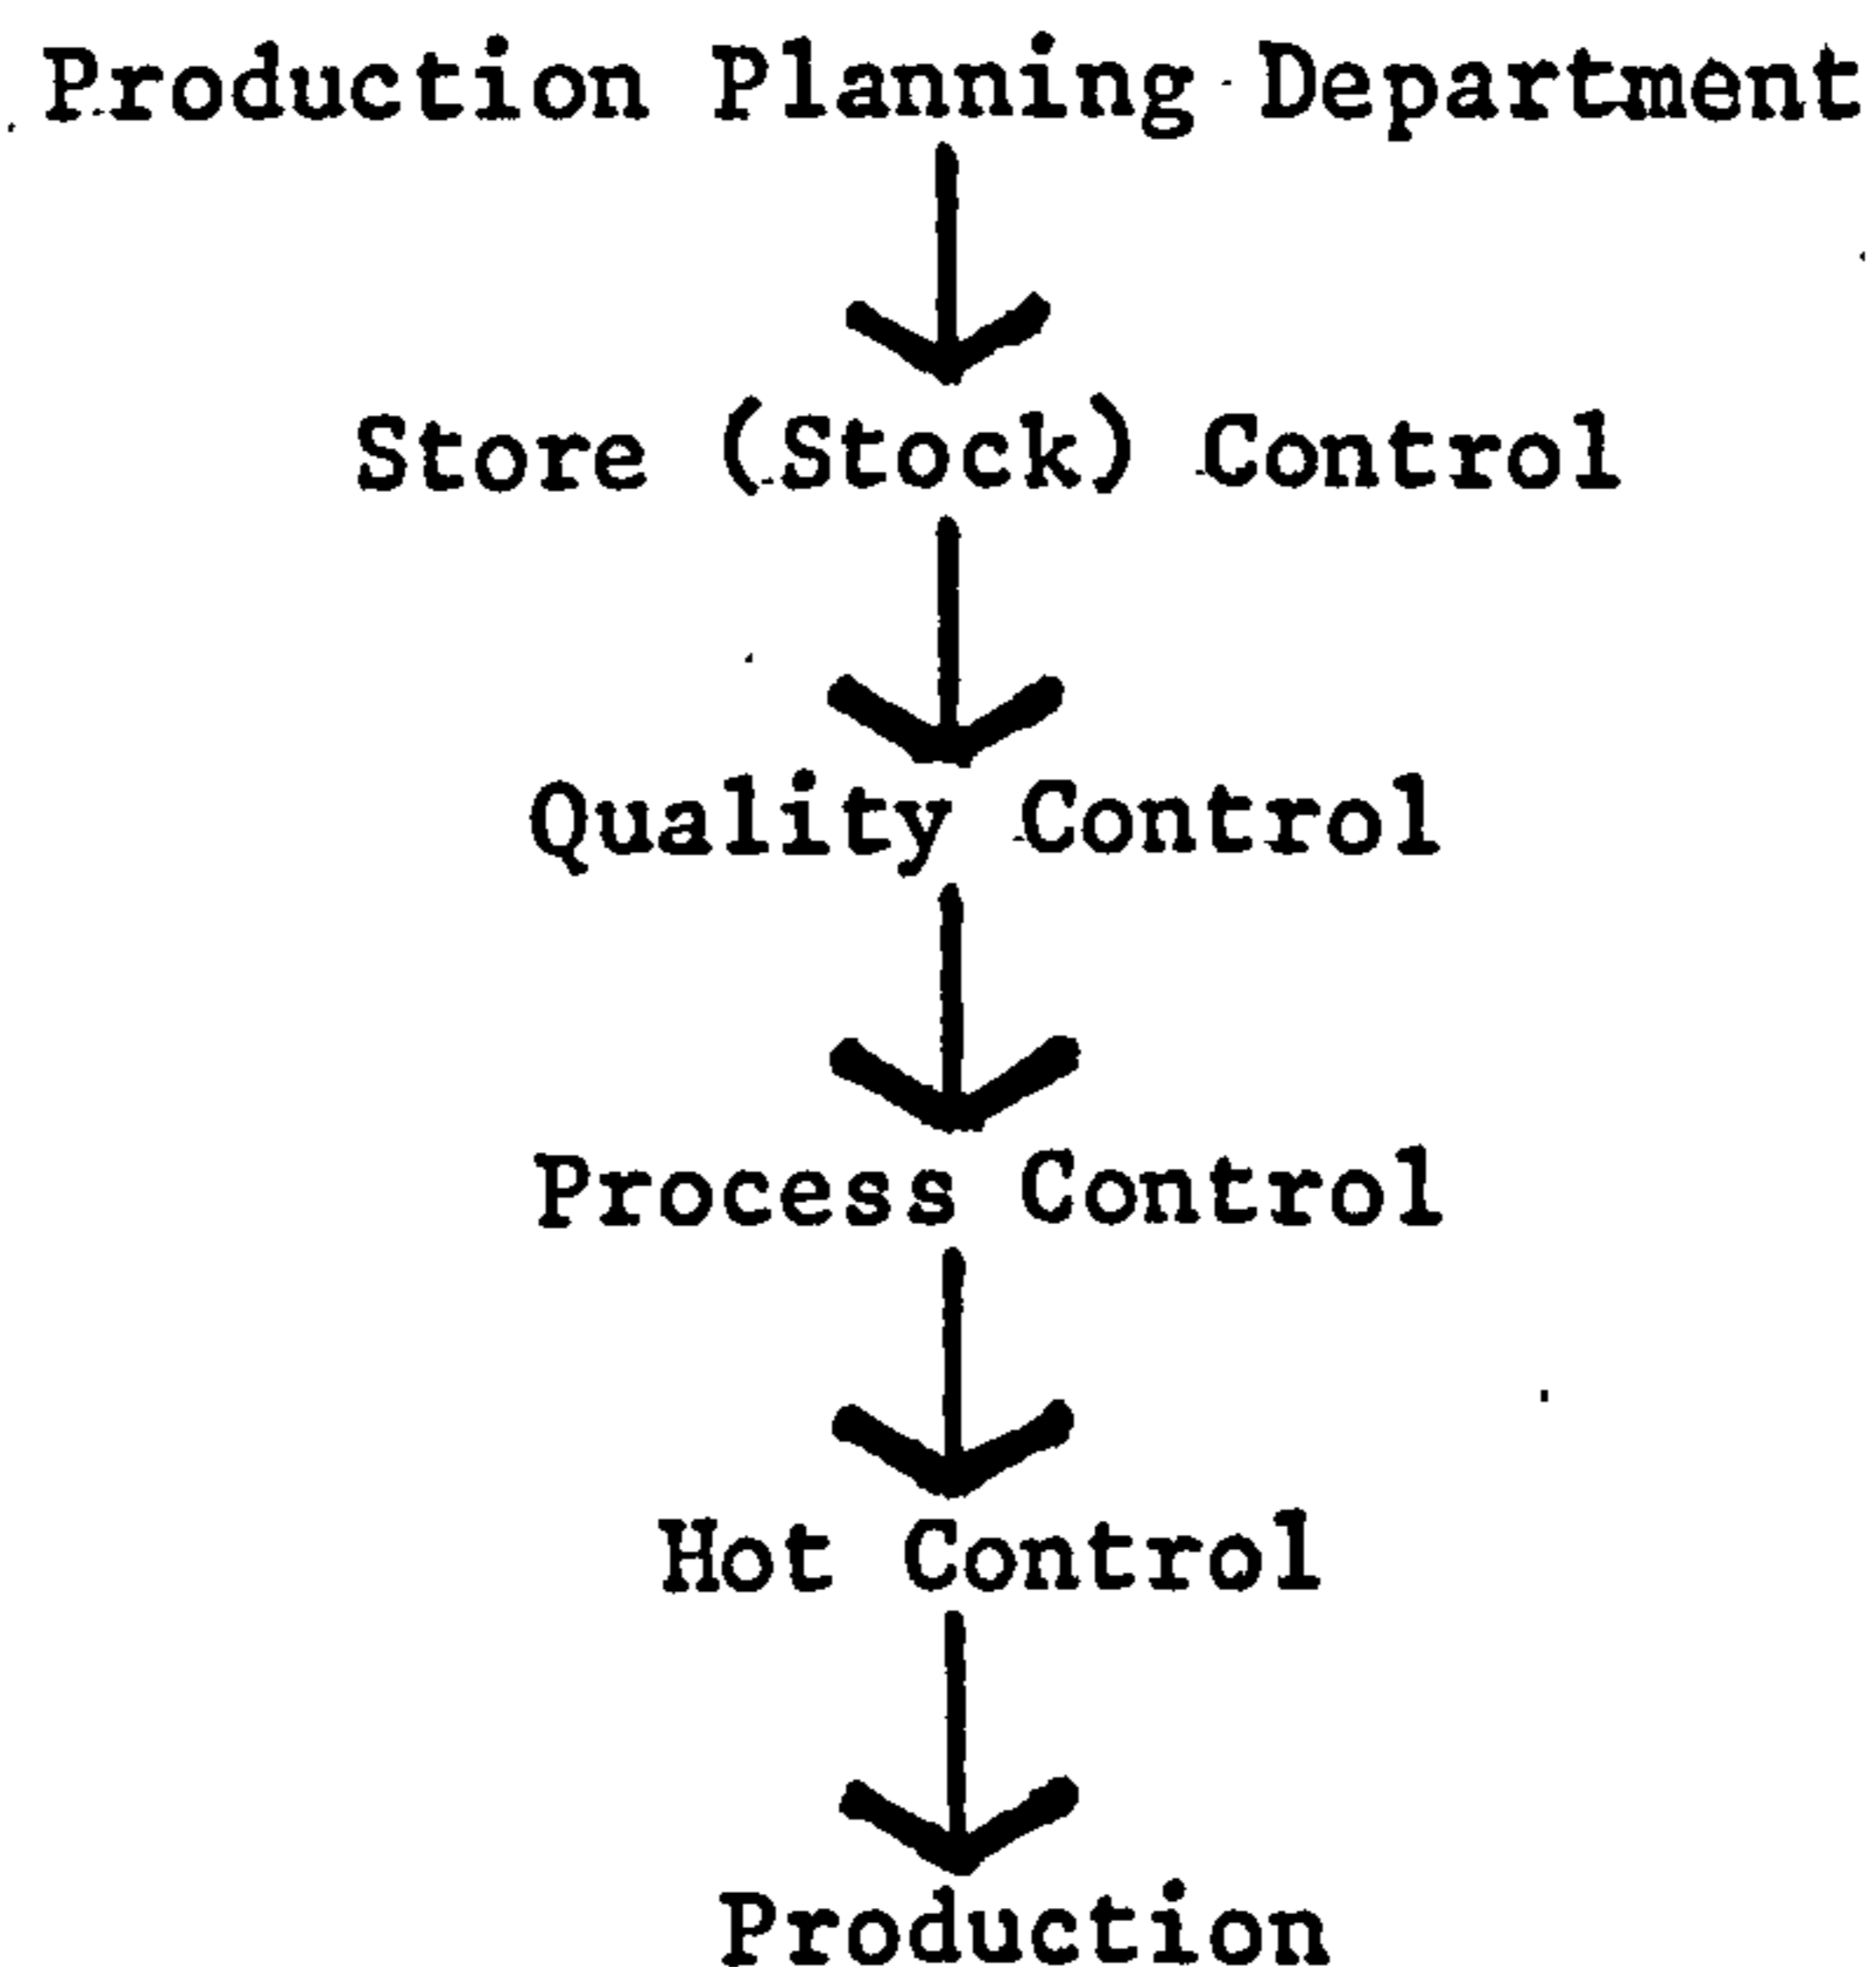 Production Planning Department
Store (Stock) Control
Quality Control
Process Control
Hot Control
Production